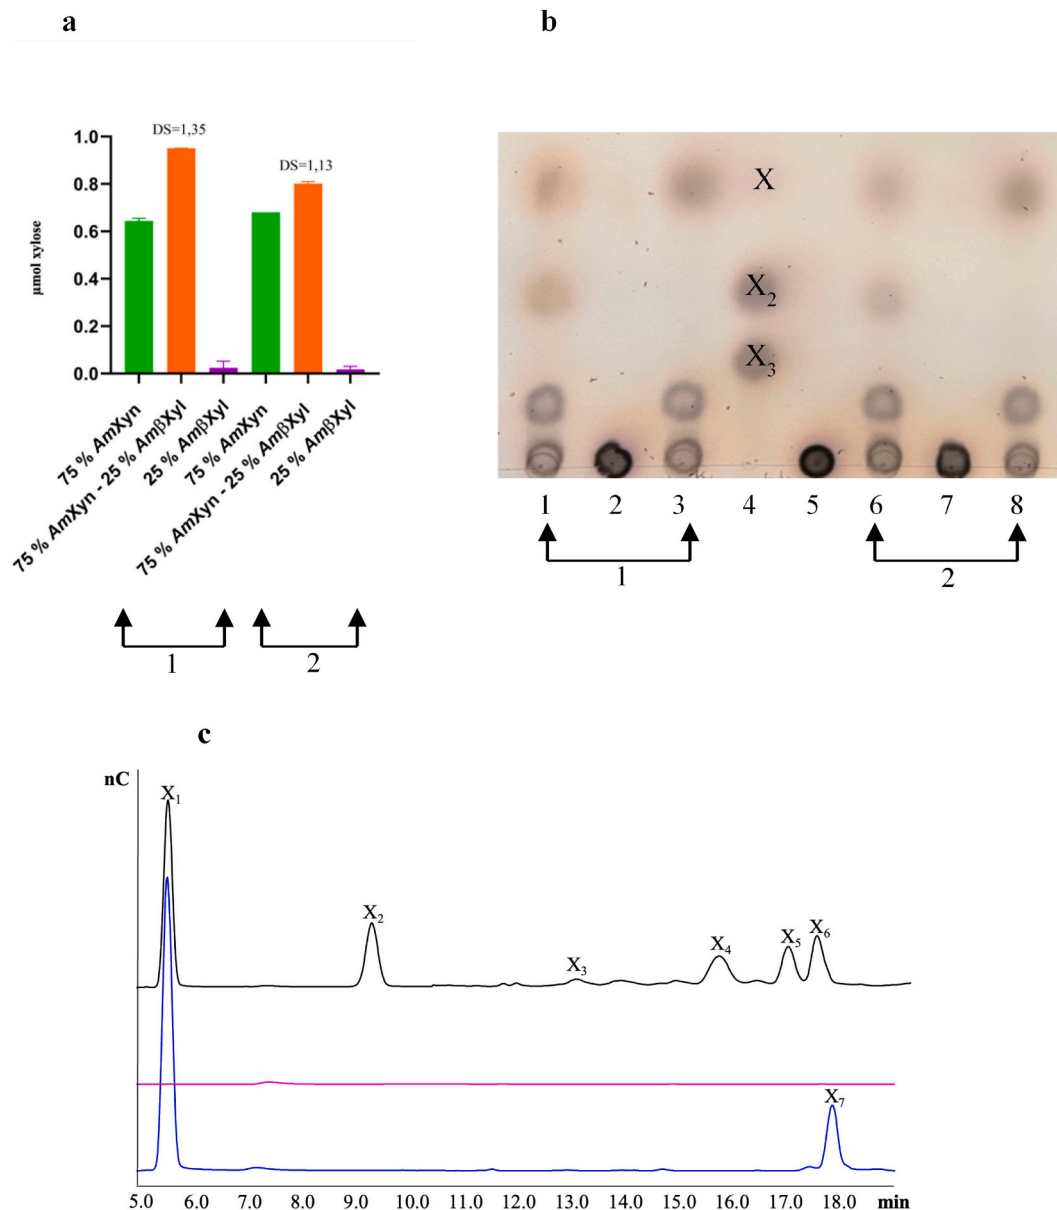 a
b
DS=1,35
DS=1,13
1.0
0.8
0.6
0.4
0.2
0.0
µmol xylose
75 % AmXyn
75 % AmXyn - 25 % AmβXyl
25 % AmβXyl
75 % AmXyn
75 % AmXyn - 25 % AmβXyl
25 % AmβXyl
1
2
X
X2
X3
1 2 3 4 5 6 7 8
1
2
c
nC
X1
X2
X3
X4
X5
X6
X7
5.0 6.0 7.0 8.0 9.0 10.0 11.0 12.0 13.0 14.0 15.0 16.0 17.0 18.0 min